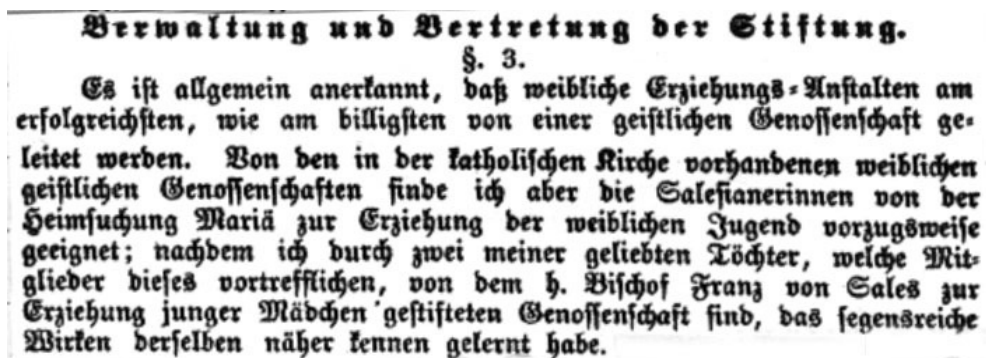 Verwaltung und Vertretung der Stiftung.
§. 3.
Es ist allgemein anerkannt, daß weibliche Erziehungs-Anstalten am
erfolgreichsten, wie am billigsten von einer geistlichen Genossenschaft ge-
leitet werden. Von den in der katholischen Kirche vorhandenen weiblichen
geistlichen Genossenschaften finde ich aber die Salesianerinnen von der
Heimsuchung Mariä zur Erziehung der weiblichen Jugend vorzugsweise
geeignet; nachdem ich durch zwei meiner geliebten Töchter, welche Mit-
glieder dieses vortrefflichen, von dem h. Bischof Franz von Sales zur
Erziehung junger Mädchen gestifteten Genossenschaft sind, das segensreiche
Wirken derselben näher kennen gelernt habe.